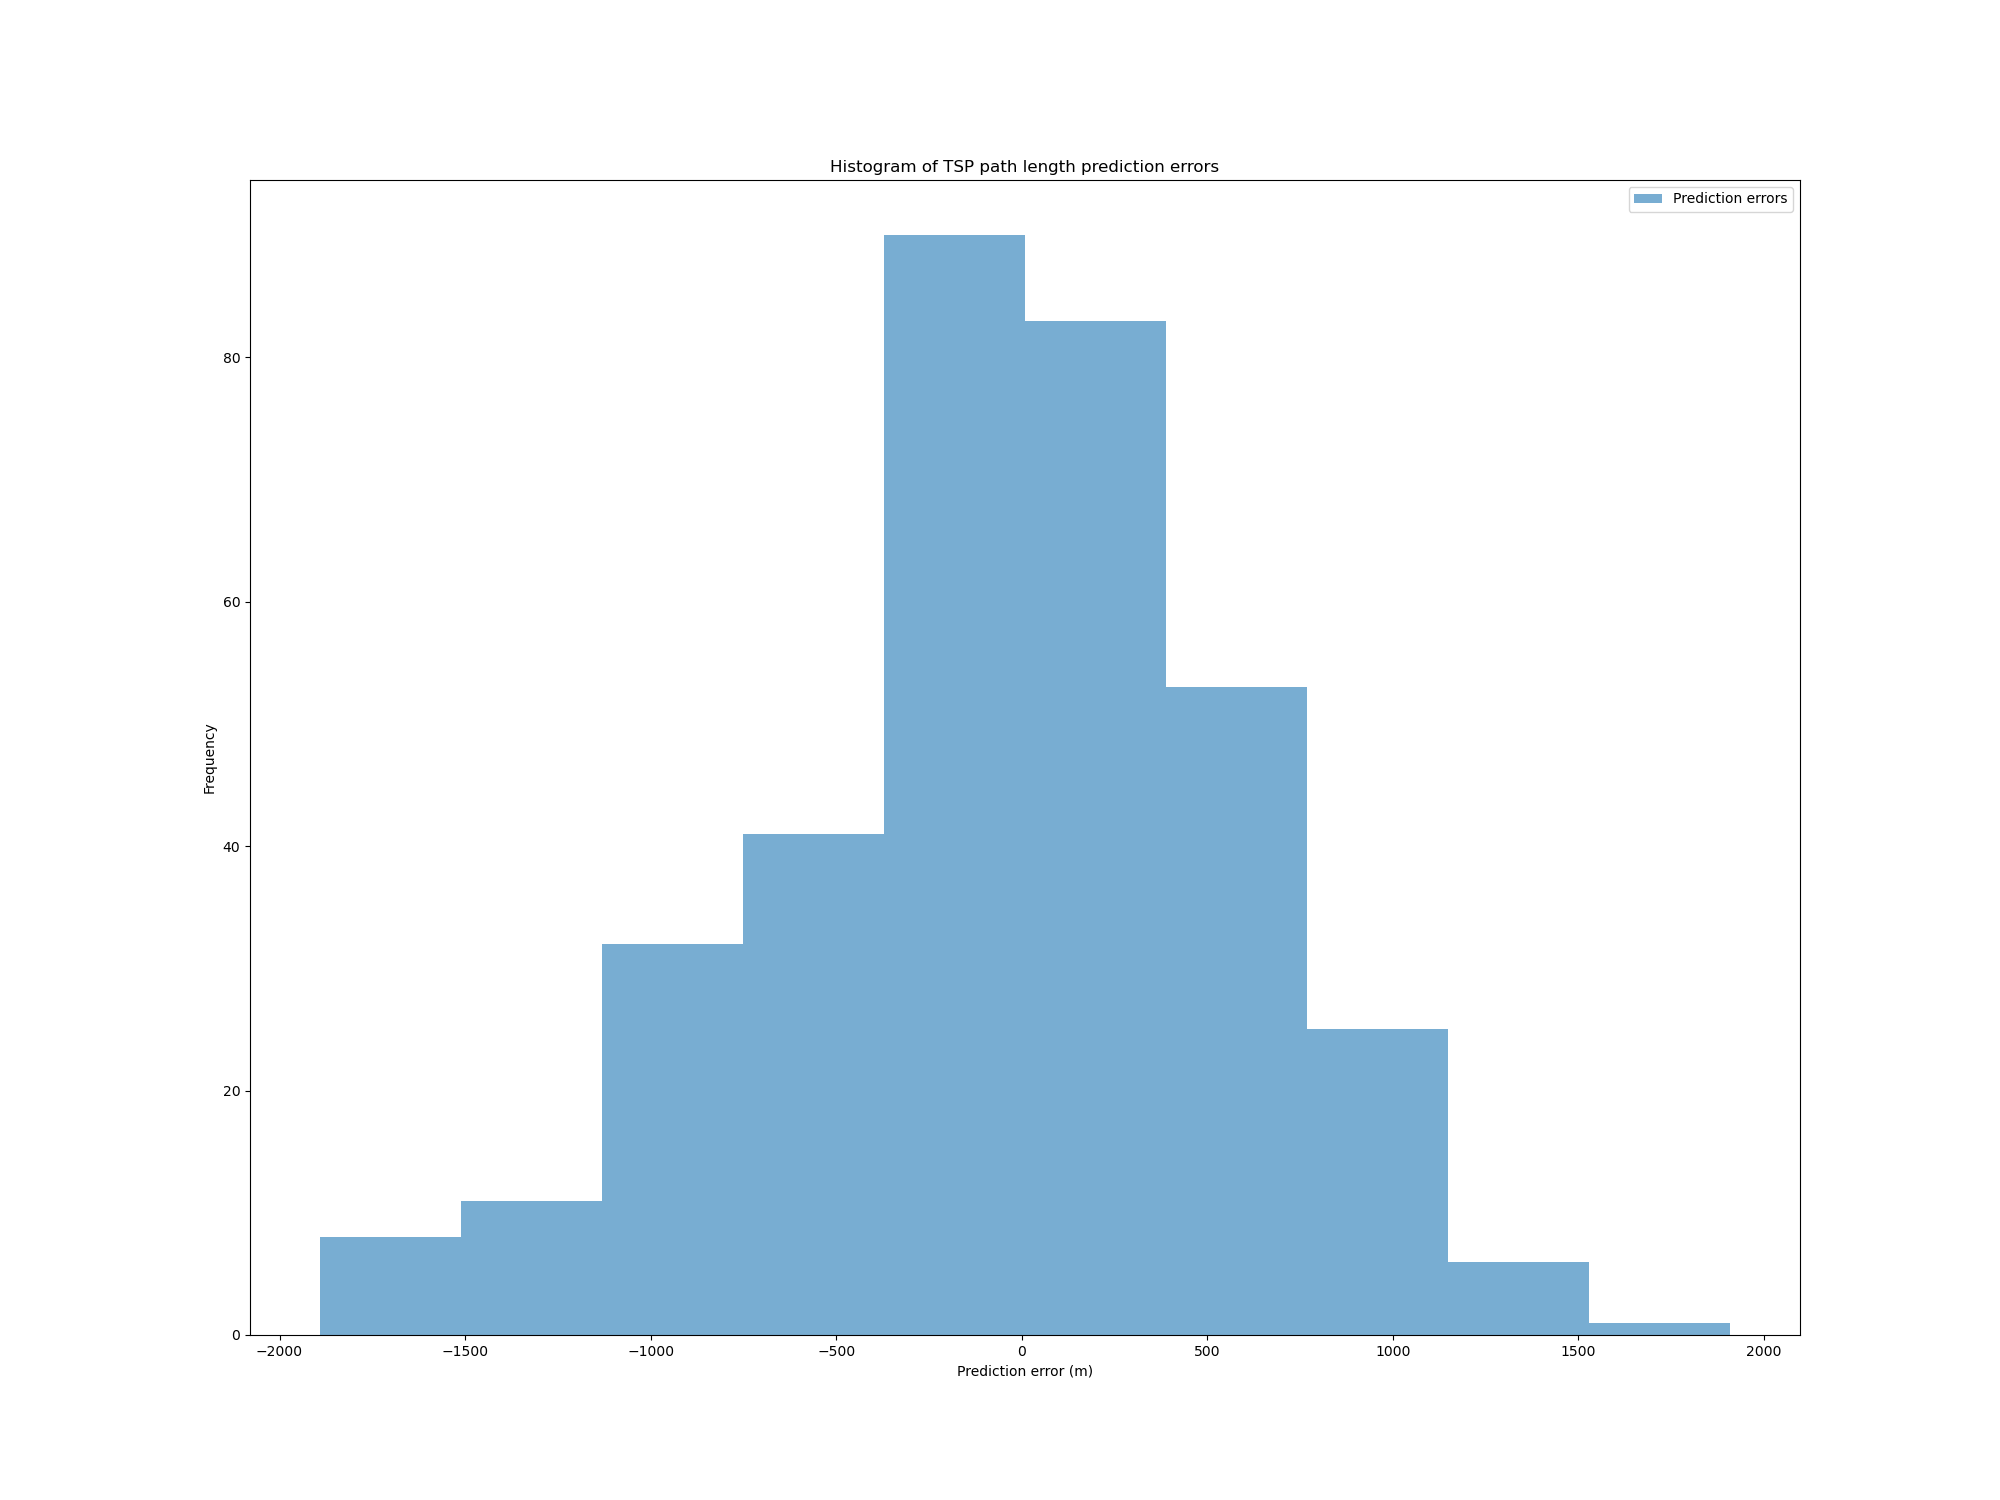 Histogram of TSP path length prediction errors
Prediction errors
80
60
40
20
0
Frequency
−2000 −1500 −1000 −500 0 500 1000 1500 2000
Prediction error (m)